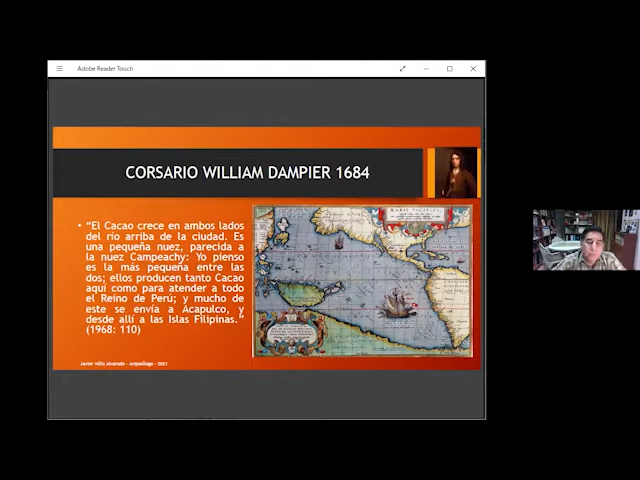 Adobe Reader Touch
CORSARIO WILLIAM DAMPIER 1684
• “El Cacao crece en ambos lados
del río arriba de la ciudad. Es
una pequeña nuez, parecida a
la nuez Campeachy: Yo pienso
es la más pequeña entre las
dos; ellos producen tanto Cacao
aquí como para atender a todo
el Reino de Perú; y mucho de
este se envía a Acapulco, y
desde allí a las Islas Filipinas.”
(1968: 110)